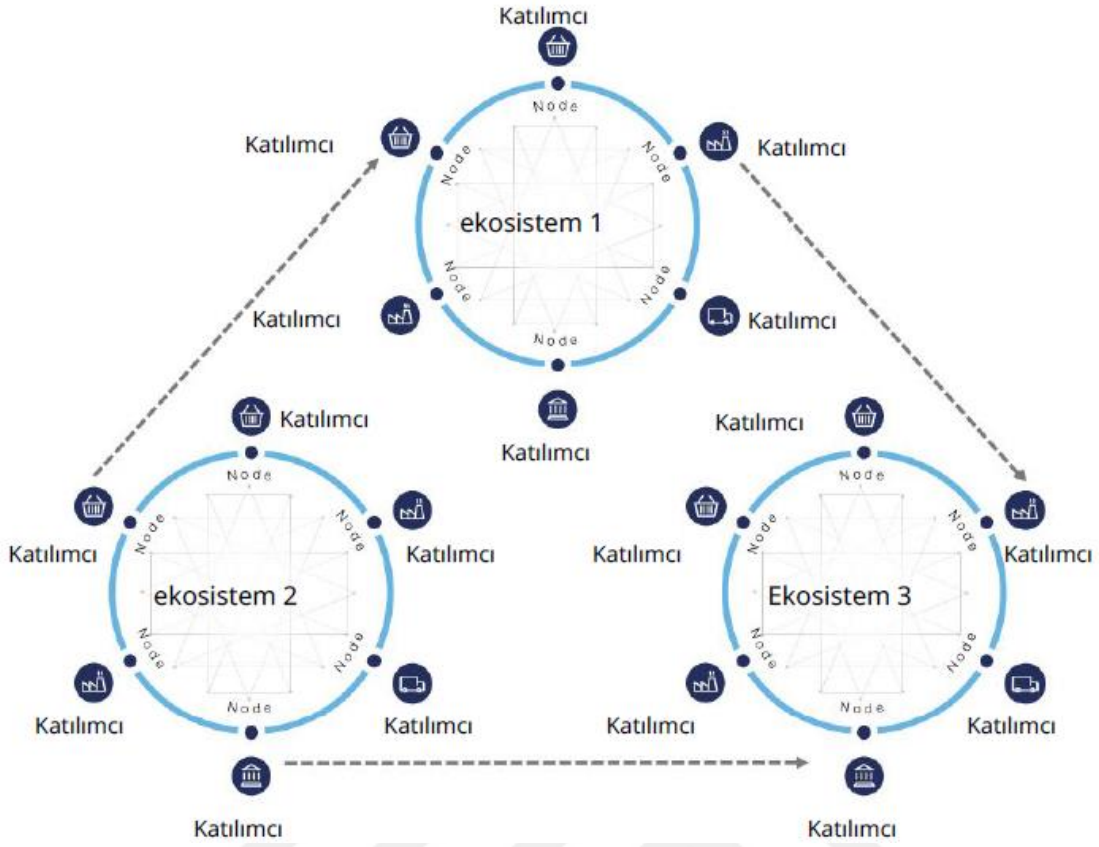 Katılımcı
Node
Katılımcı
Node
Node
Katılımcı
ekosistem 1
Node
Node
Katılımcı
Katılımcı
Node
Katılımcı
Katılımcı
Node
Node
Node
Katılımcı
Katılımcı
ekosistem 2
Node
Node
Katılımcı
Katılımcı
Node
Katılımcı
Katılımcı
Node
Node
Node
Katılımcı
Katılımcı
Ekosistem 3
Node
Node
Katılımcı
Katılımcı
Node
Katılımcı